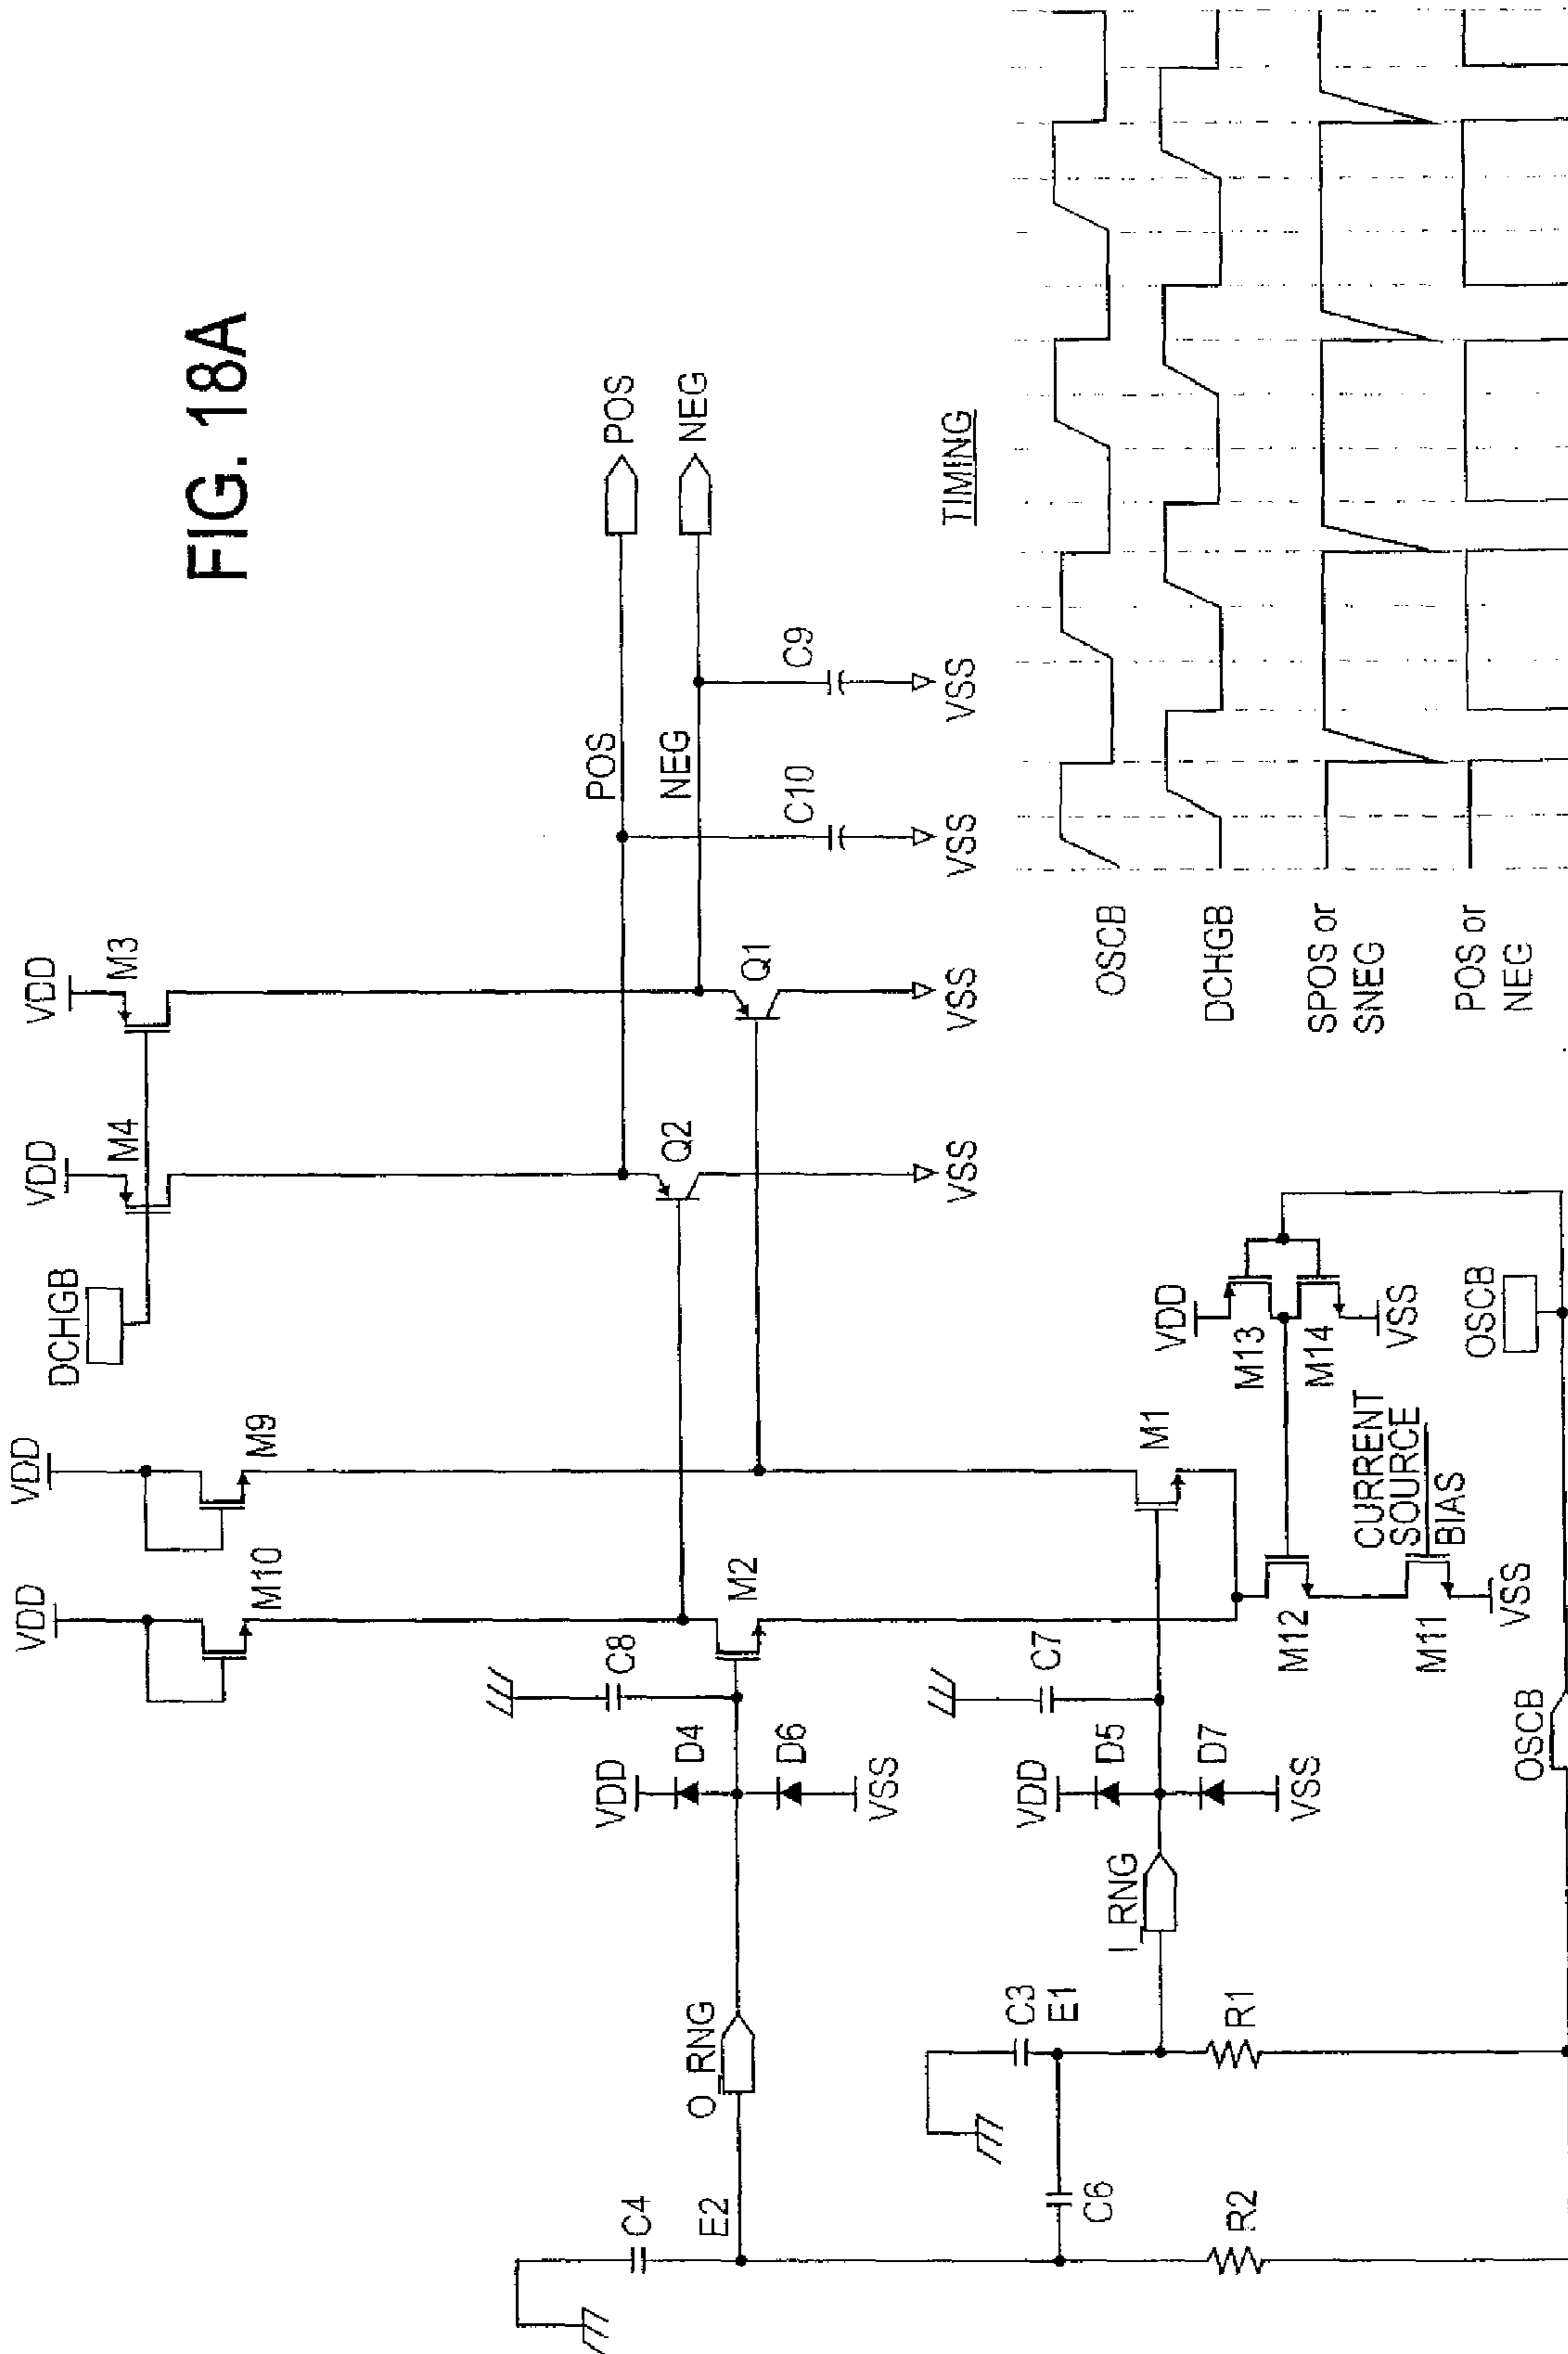 FIG. 18A
VDD
VDD
VDD
VDD
DCHGB
M10
M9
M4
M3
POS
POS
NEG
NEG
C4
E2
O_RNG
VDD
D4
D6
VSS
C8
M2
Q2
Q1
C10
C9
VSS
VSS
VSS
VSS
C3
E1
C6
R2
R1
I_RNG
VDD
D5
D7
VSS
C7
M1
M12
M11
VSS
CURRENT
SOURCE
BIAS
VDD
M13
M14
VSS
OSCB
OSCB
TIMING
OSCB
DCHGB
SPOS or
SNEG
POS or
NEG